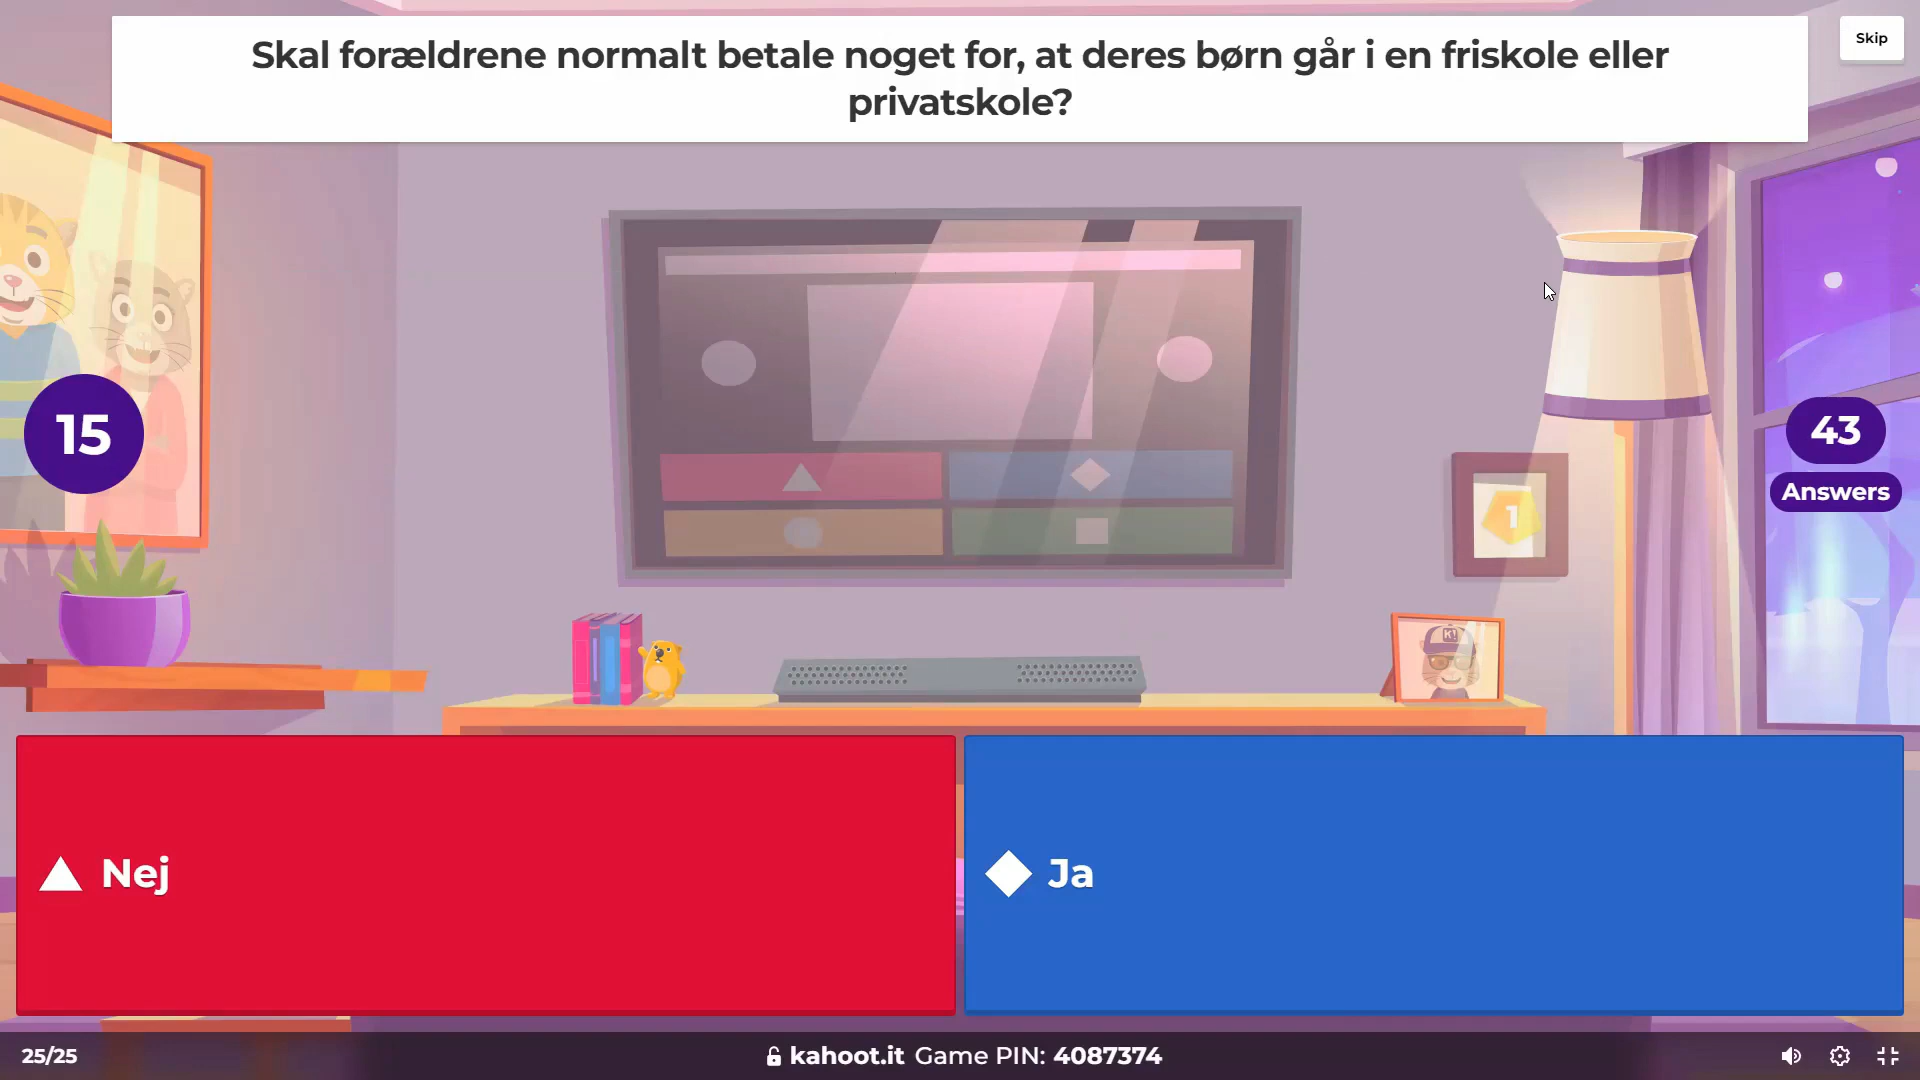 Skal forældrene normalt betale noget for, at deres børn går i en friskole eller
privatskole?
Skip
15
43
Answers
1
K!
Nej
Ja
25/25
kahoot.it Game PIN: 4087374